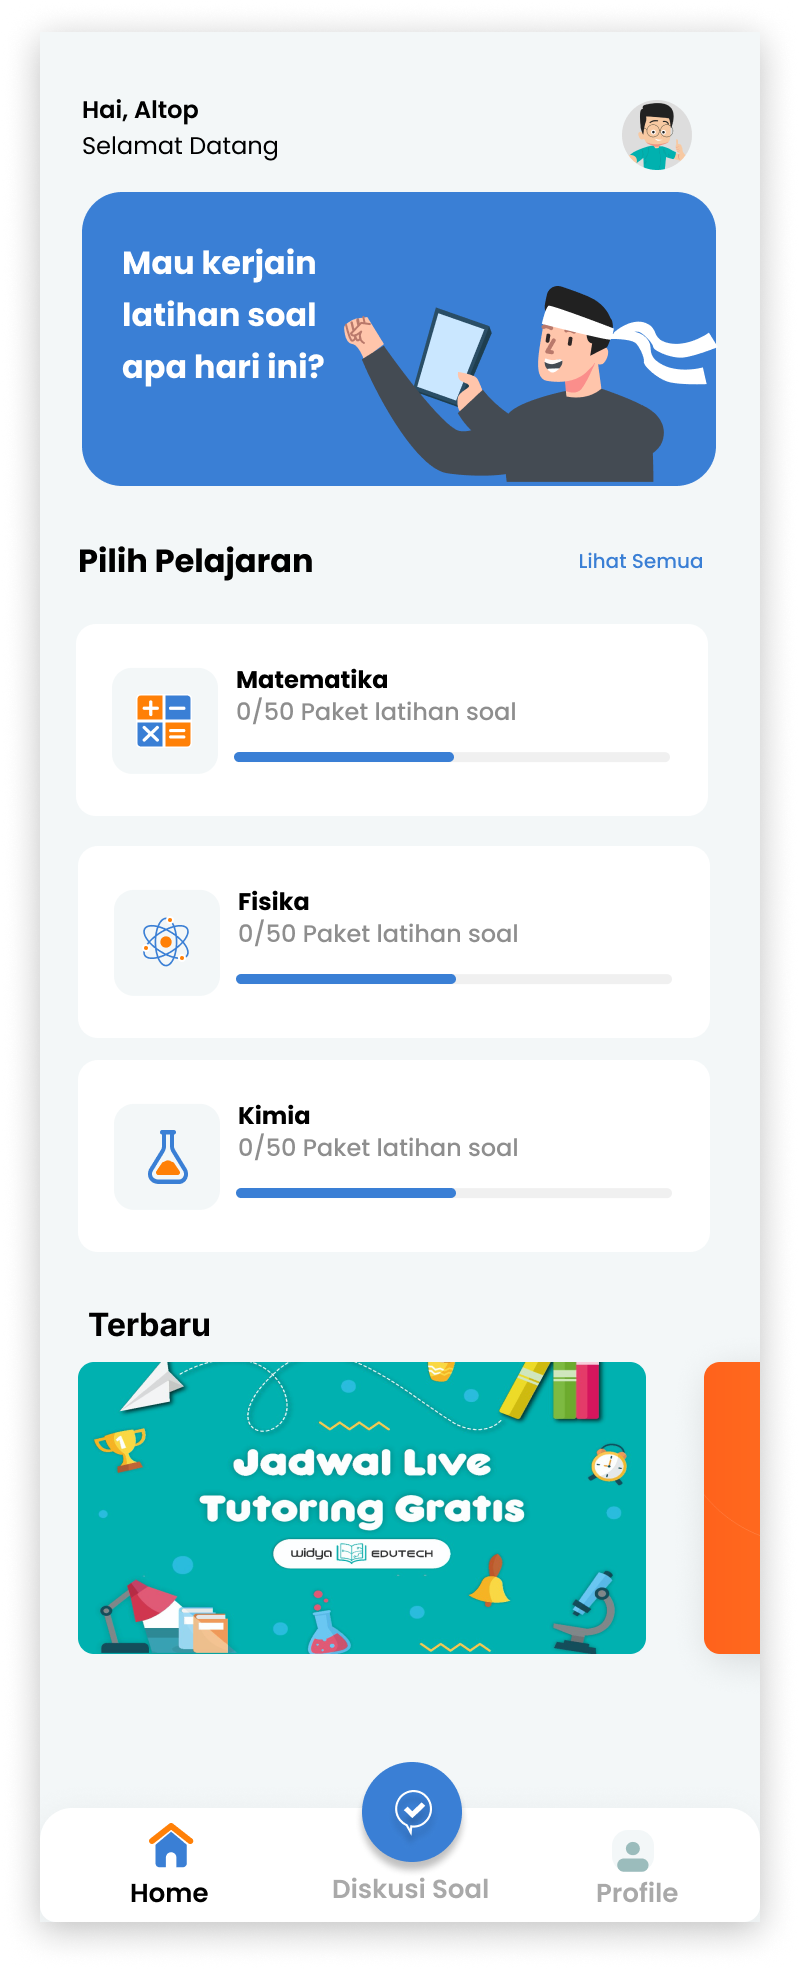 Hai, Altop
Selamat Datang
Mau kerjain
latihan soal
apa hari ini?
Pilih Pelajaran
Lihat Semua
Matematika
0/50 Paket latihan soal
Fisika
0/50 Paket latihan soal
Kimia
0/50 Paket latihan soal
Terbaru
1
Jadwal Live
Tutoring Gratis
widya EDUTECH
Home
Diskusi Soal
Profile